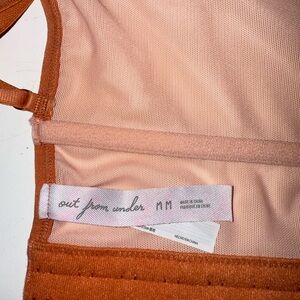 out from under M M MADE IN CHINA
FABRIQUÉ EN CHINE